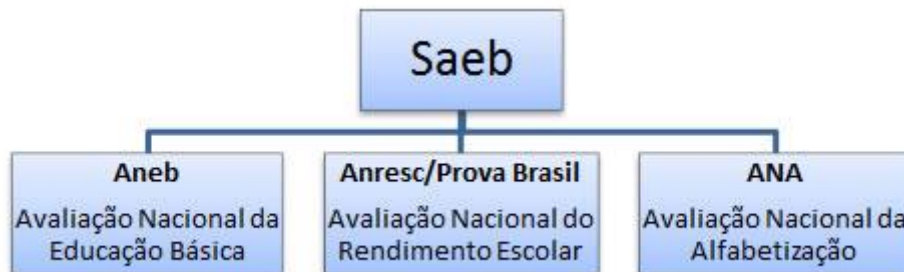 Saeb
Aneb
Avaliação Nacional da
Educação Básica
Anresc/Prova Brasil
Avaliação Nacional do
Rendimento Escolar
ANA
Avaliação Nacional da
Alfabetização